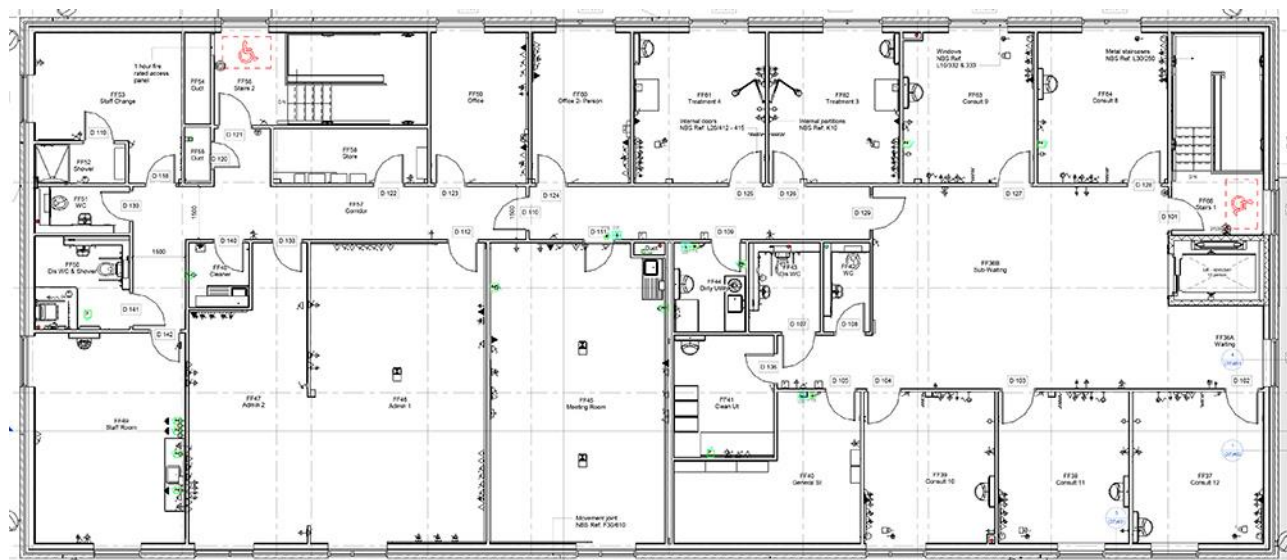 1 hour fire
rated access
panel
FF53
Staff Change
FF54
Duct
FF56
Stairs 2
DN
FF59
Office
FF60
Office 2- Person
FF61
Treatment 4
Internal doors
NBS Ref: L20/412 - 415
FF62
Treatment 3
Internal partitions
NBS Ref: K10
Windows
NBS Ref:
L10/332 & 333
FF63
Consult 9
Metal staircases
NBS Ref: L30/250
FF64
Consult 8
DN
D 110
D 121
D 120
FF55
Duct
FF58
Store
FF52
Shower
D 122
D 123
D 124
D 125
D 126
D 127
D 128
FF51
WC
D 130
1500
FF57
Corridor
1500
D 110
D 129
D 101
FF66
Stairs 1
1500
D 140
D 112
D 111
D 109
Duct
FF50
Dis WC & Shower
Cleaner
FF44
Dirty Utility
FF43
Dis WC
FF42
WC
FF36B
Sub-Waiting
D 141
D 142
D 107
D 108
FF36A
Waiting
D 106
D 105
D 104
D 103
D 102
FF49
Staff Room
FF47
Admin 2
FF46
Admin 1
FF45
Meeting Room
FF41
Clean Ut
FF40
General St
FF39
Consult 10
FF38
Consult 11
FF37
Consult 12
Movement joint
NBS Ref: F30/610